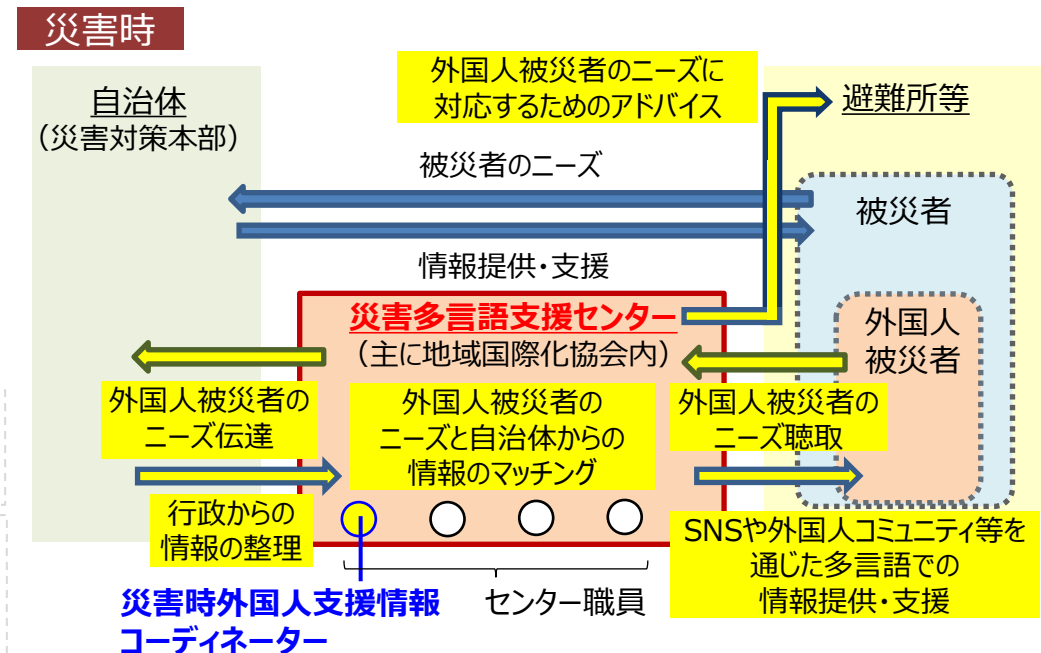 災害時
自治体
（災害対策本部）
外国人被災者のニーズに
対応するためのアドバイス
避難所等
被災者のニーズ
被災者
情報提供・支援
災害多言語支援センター
（主に地域国際化協会内）
外国人
被災者
外国人被災者の
ニーズ伝達
外国人被災者の
ニーズと自治体からの
情報のマッチング
外国人被災者の
ニーズ聴取
行政からの
情報の整理
SNSや外国人コミュニティ等を
通じた多言語での
情報提供・支援
災害時外国人支援情報
コーディネーター
センター職員